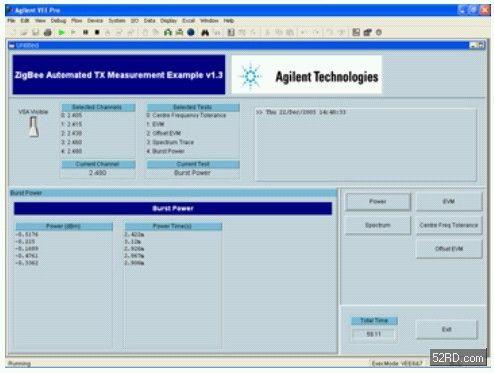 Agilent VEE Pro
File Edit View Debug Flow Device System I/O Data Display Excel Window Help
Untitled
ZigBee Automated TX Measurement Example v1.3
Agilent Technologies
VSA Visible
Selected Channels
0: 2.405
1: 2.415
2: 2.430
3: 2.460
4: 2.480
Current Channel
2.480
Selected Tests
0: Centre Frequency Tolerance
1: EVM
2: Offset EVM
3: Spectrum Trace
4: Burst Power
Current Test
Burst Power
>> Thu 22/Dec/2005 14:48:33
Burst Power
Burst Power
Power (dBm)
-0.5176
-0.215
-0.1689
-0.4761
-0.3362
Power Time(s)
2.422m
3.12m
2.926m
2.867m
2.908m
Power
EVM
Spectrum
Centre Freq Tolerance
Offset EVM
Total Time
59.11
Exit
Running
ExecMode: VEE6
52RD.com